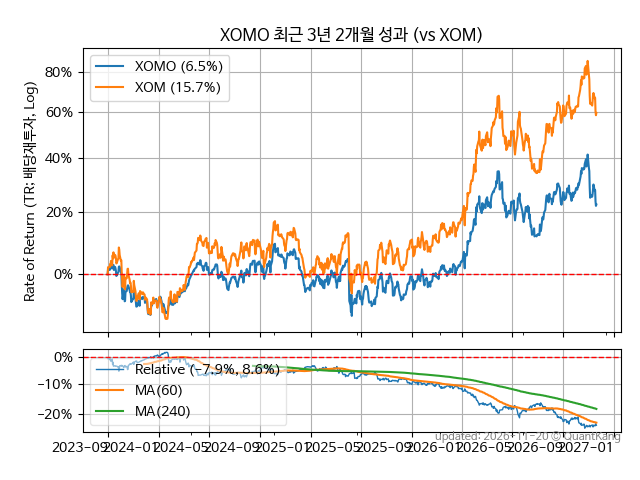 XOMO 최근 3년 2개월 성과 (vs XOM)
Rate of Return (TR: 배당재투자, Log)
80%
60%
40%
20%
0%
XOMO (6.5%)
XOM (15.7%)
0%
−10%
−20%
Relative (−7.9%, 8.6%)
MA(60)
MA(240)
updated: 2026-11-20 © QuantKang
2023-09 2024-01 2024-05 2024-09 2025-01 2025-05 2025-09 2026-01 2026-05 2026-09 2027-01